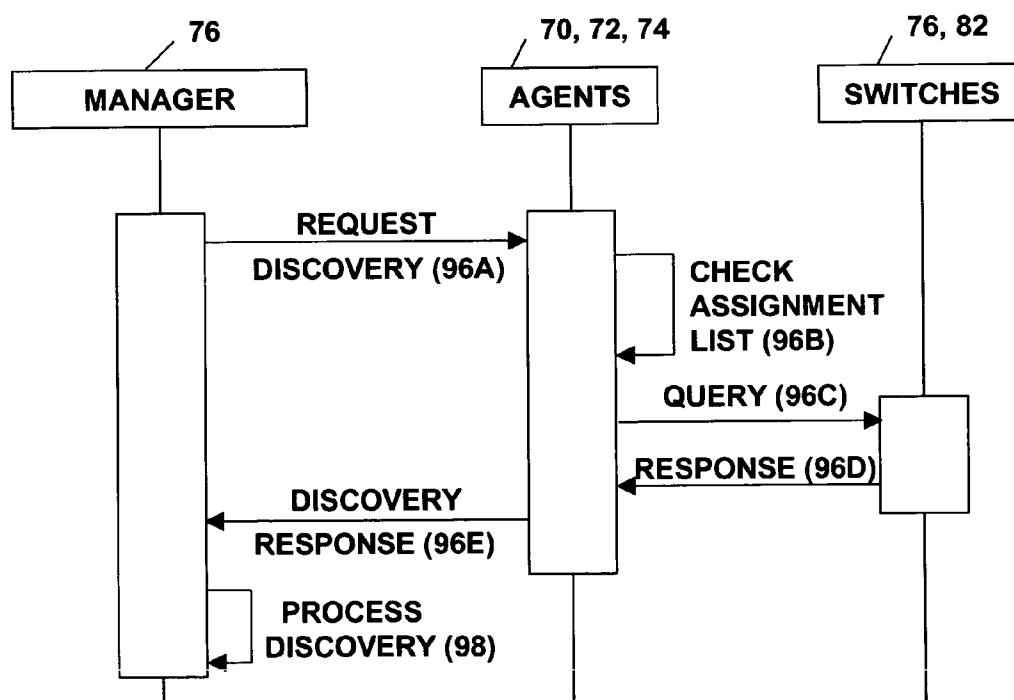 76
70, 72, 74
76, 82
MANAGER
AGENTS
SWITCHES
REQUEST
DISCOVERY (96A)
CHECK
ASSIGNMENT
LIST (96B)
QUERY (96C)
RESPONSE (96D)
DISCOVERY
RESPONSE (96E)
PROCESS
DISCOVERY (98)